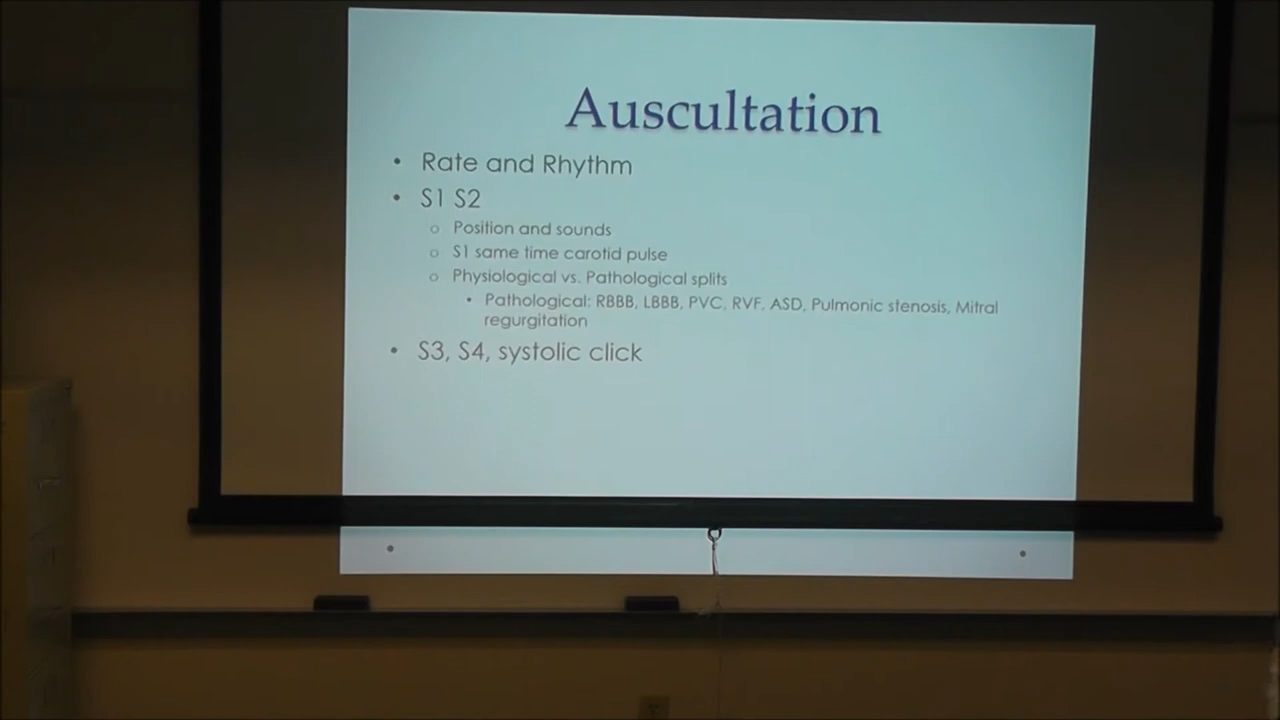 Auscultation
• Rate and Rhythm
• S1 S2
o Position and sounds
o S1 same time carotid pulse
o Physiological vs. Pathological splits
• Pathological: RBBB, LBBB, PVC, RVF, ASD, Pulmonic stenosis, Mitral
regurgitation
• S3, S4, systolic click